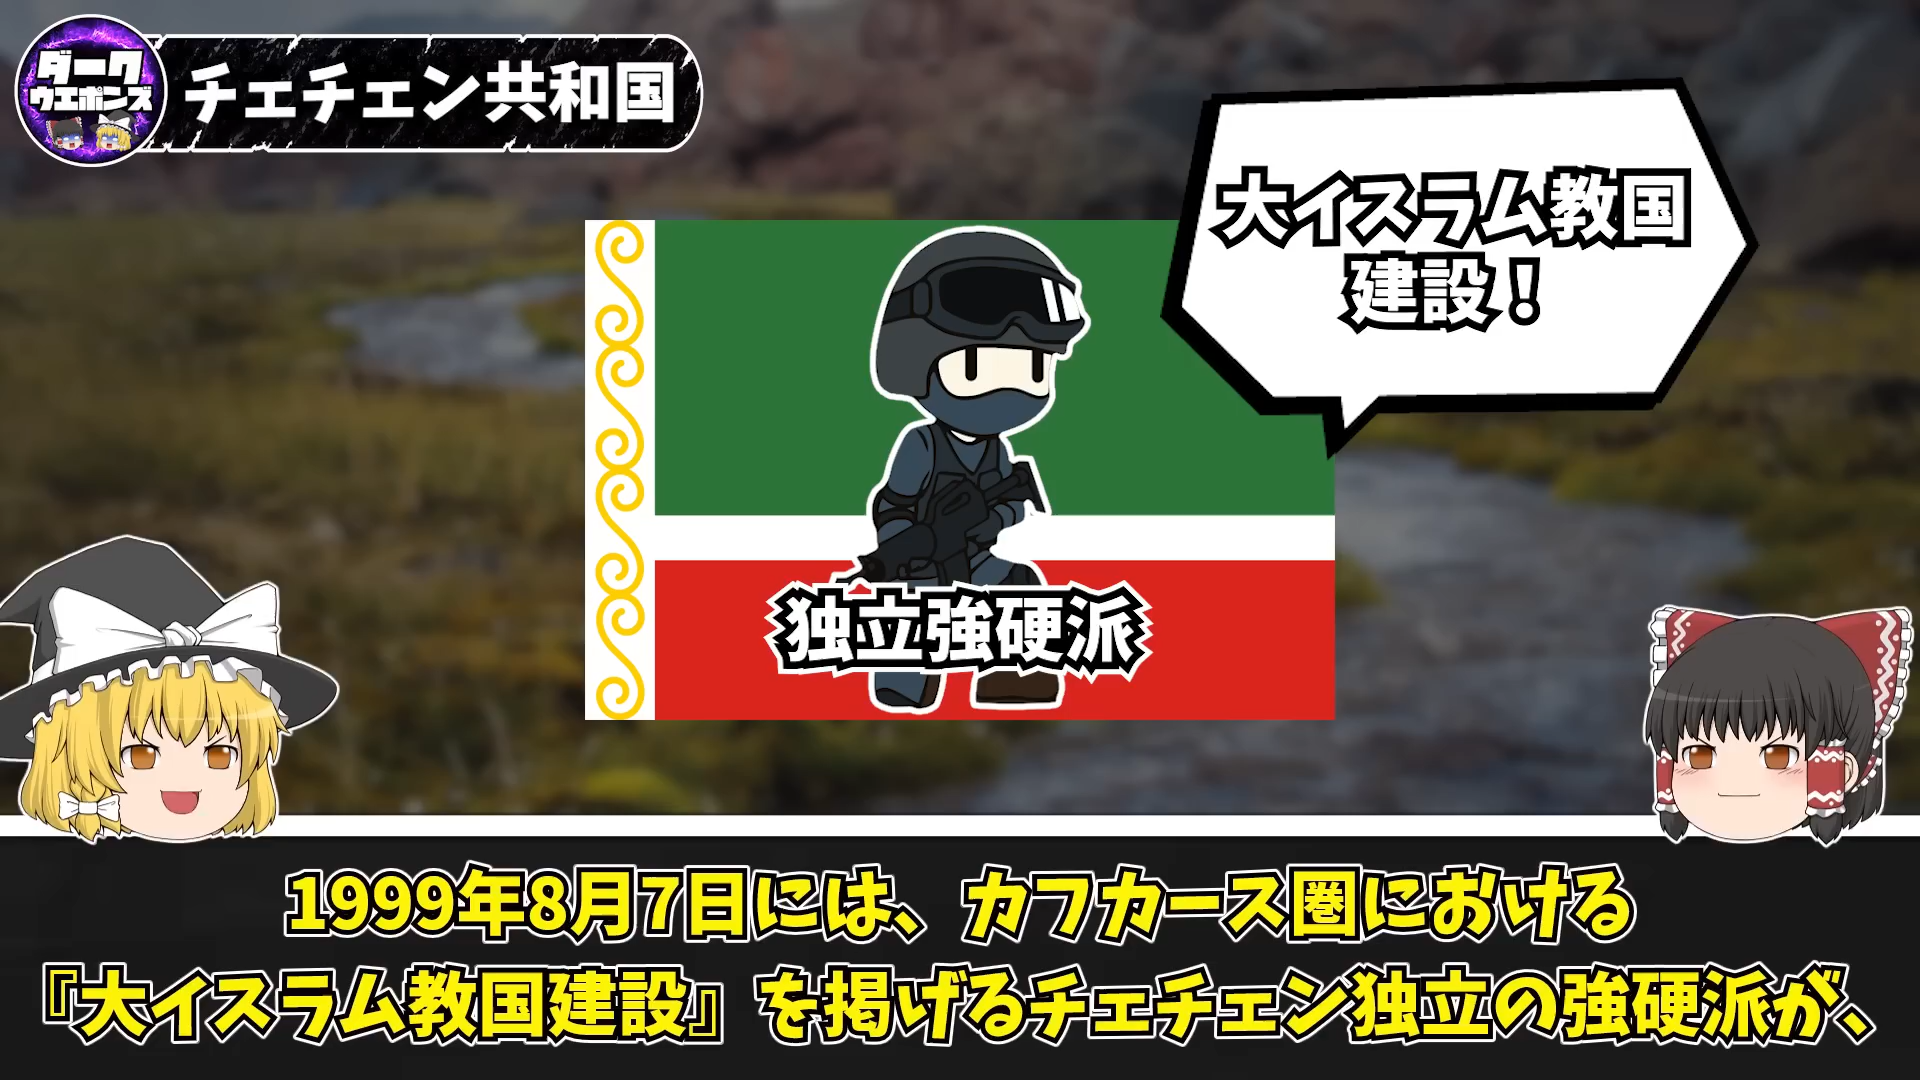 ダーク
ウエポンズ
チェチェン共和国
大イスラム教国
建設！
独立強硬派
1999年8月7日には、カフカース圏における
『大イスラム教国建設』を掲げるチェチェン独立の強硬派が、